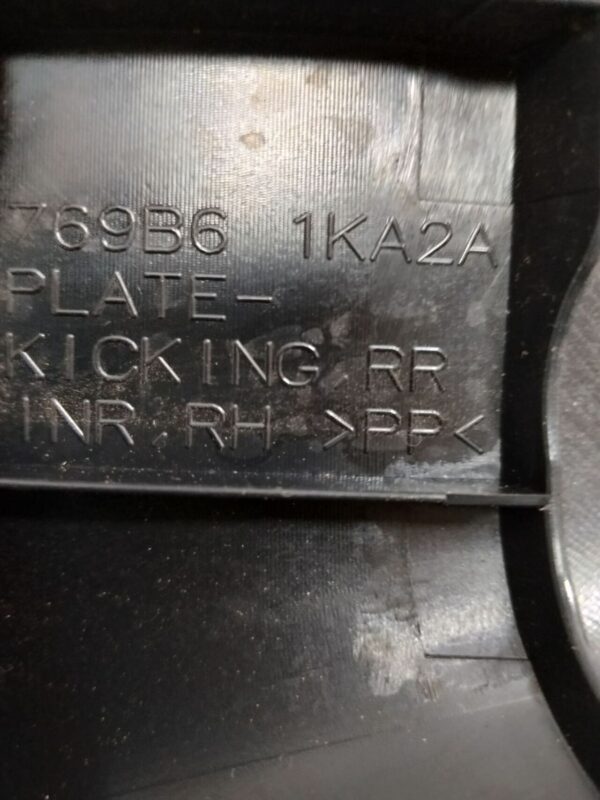 769B6 1KA2A
PLATE-
KICKING,RR
INR,RH >PP<